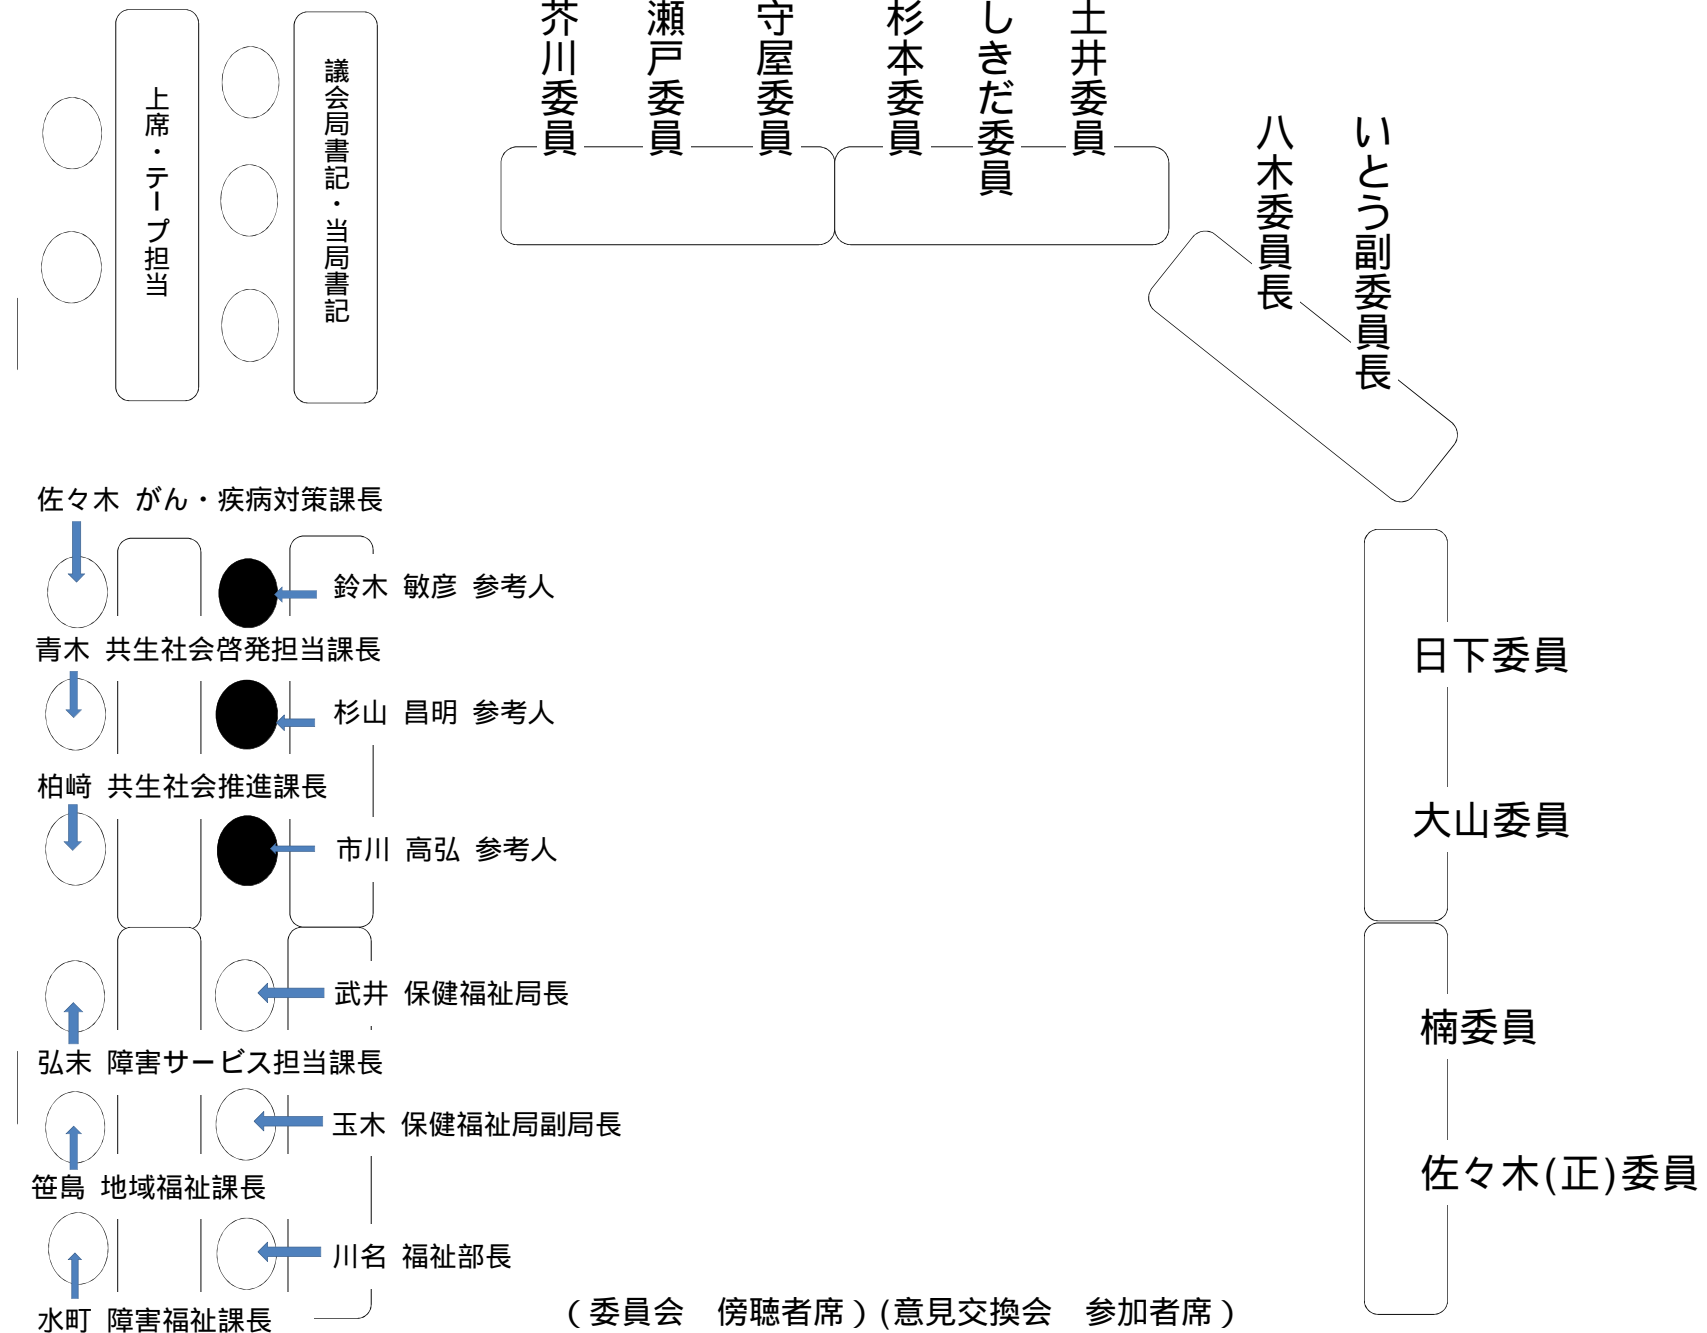 上席・テープ担当
議会局書記・当局書記
芥川委員
瀬戸委員
守屋委員
杉本委員
しきだ委員
土井委員
八木委員長
いとう副委員長
佐々木 がん・疾病対策課長
鈴木 敏彦 参考人
青木 共生社会啓発担当課長
杉山 昌明 参考人
柏﨑 共生社会推進課長
市川 高弘 参考人
武井 保健福祉局長
弘末 障害サービス担当課長
玉木 保健福祉局副局長
笹島 地域福祉課長
川名 福祉部長
水町 障害福祉課長
日下委員
大山委員
楠委員
佐々木(正)委員
（委員会　傍聴者席）(意見交換会　参加者席）